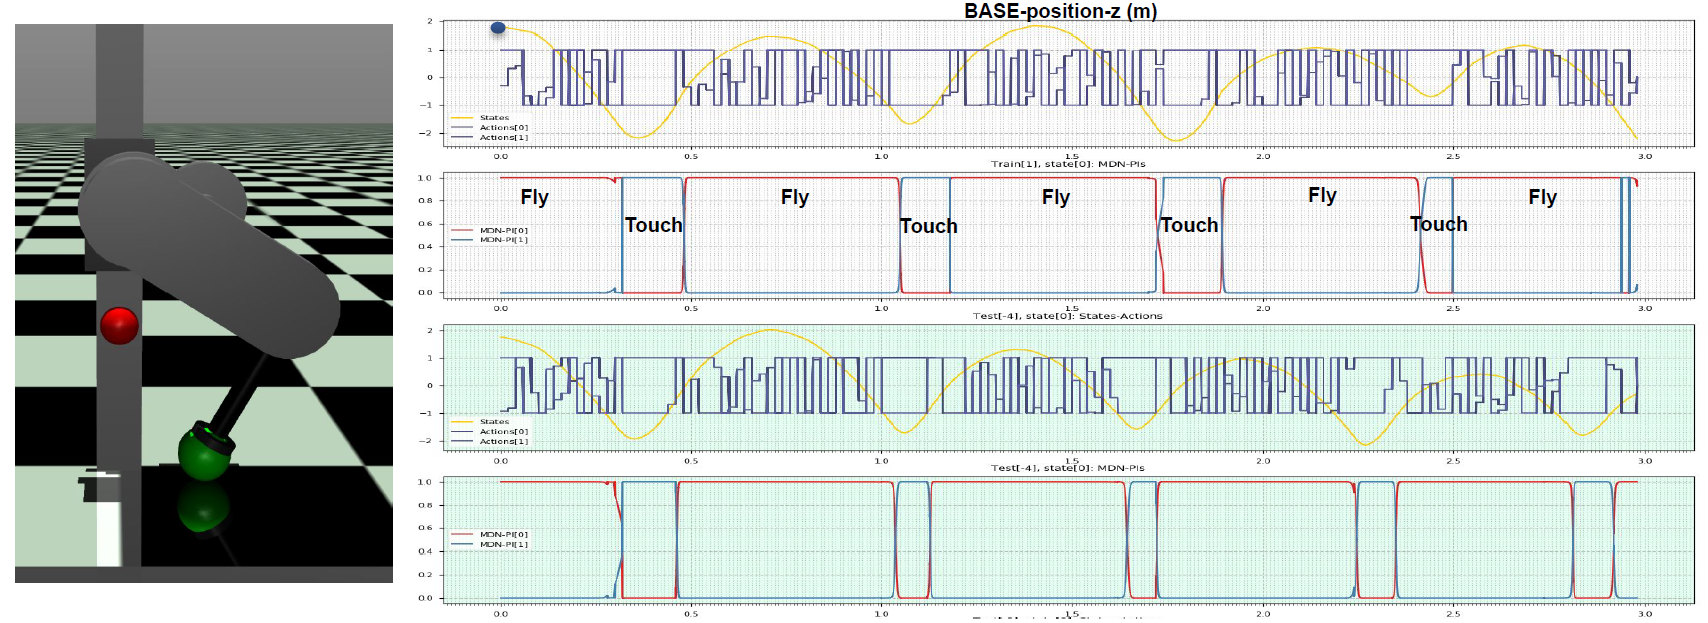 BASE-position-z (m)
2
1
0
−1
−2
States
Actions[0]
Actions[1]
0.0 0.5 1.0 1.5 2.0 2.5 3.0
Train[1], state[0]: MDN-PIs
1.0
0.8
0.6
0.4
0.2
0.0
Fly Fly Fly Fly Fly
Touch Touch Touch Touch
MDN-PI[0]
MDN-PI[1]
0.0 0.5 1.0 1.5 2.0 2.5 3.0
Test[-4], state[0]: States-Actions
2
1
0
−1
−2
States
Actions[0]
Actions[1]
0.0 0.5 1.0 1.5 2.0 2.5 3.0
Test[-4], state[0]: MDN-PIs
1.0
0.8
0.6
0.4
0.2
0.0
MDN-PI[0]
MDN-PI[1]
0.0 0.5 1.0 1.5 2.0 2.5 3.0